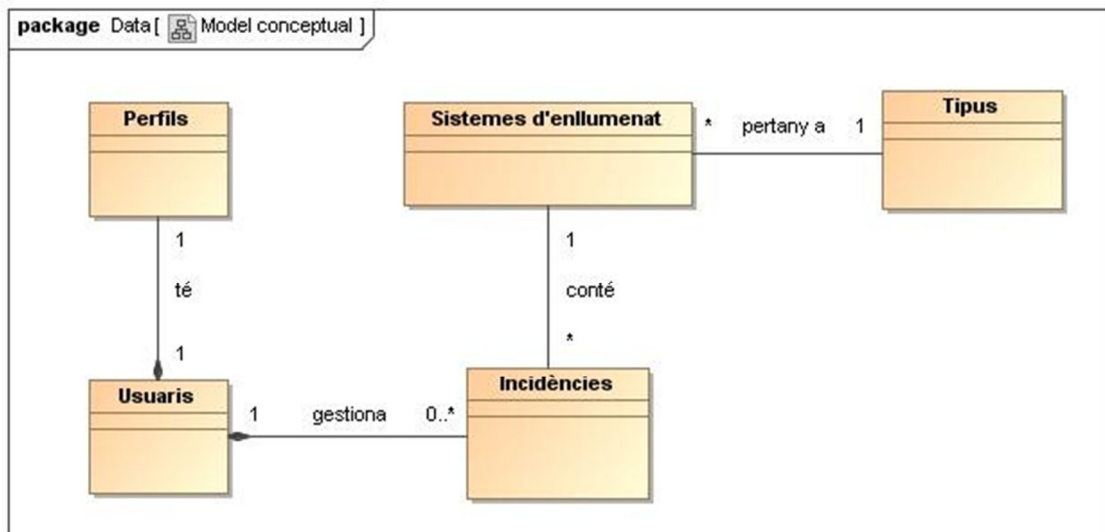 package Data [ Model conceptual ]
Perfils
Sistemes d'enllumenat
Tipus
* pertany a 1
1
té
1
1
conté
*
Usuaris
1 gestiona 0..*
Incidències